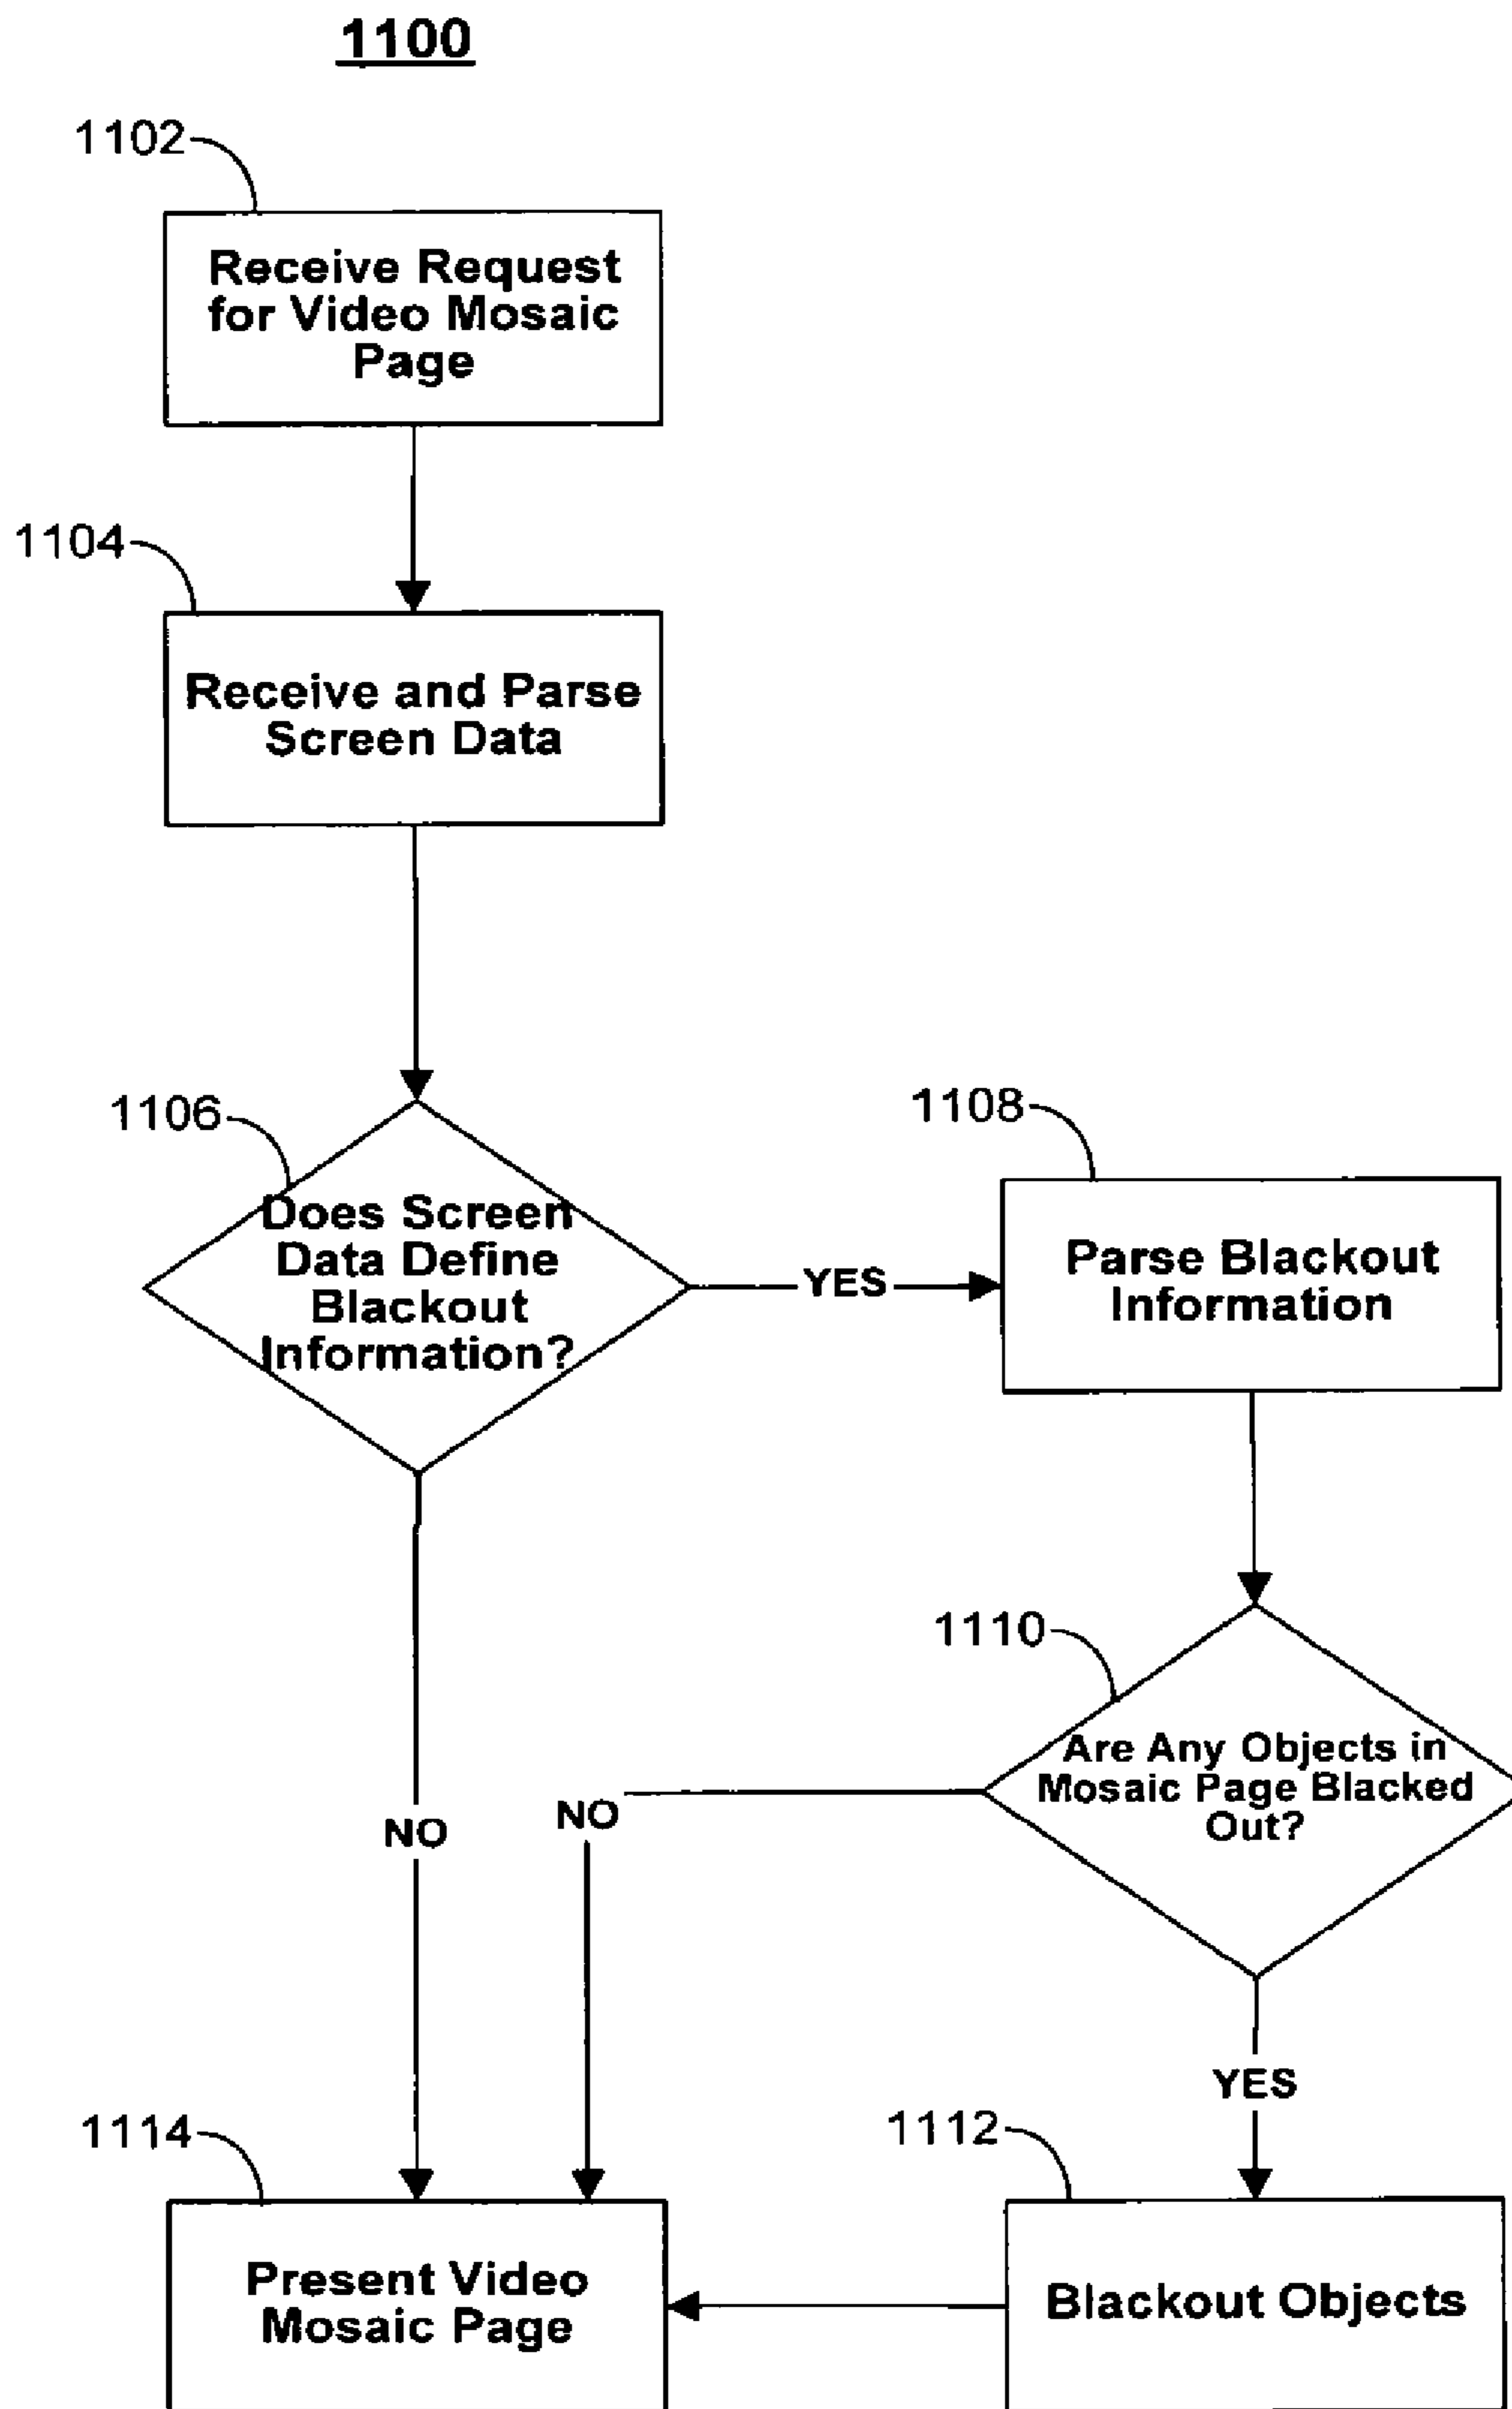 1100
1102
Receive Request
for Video Mosaic
Page
1104
Receive and Parse
Screen Data
1106
Does Screen
Data Define
Blackout
Information?
YES
1108
Parse Blackout
Information
1110
Are Any Objects in
Mosaic Page Blacked
Out?
NO
NO
YES
1114
Present Video
Mosaic Page
1112
Blackout Objects